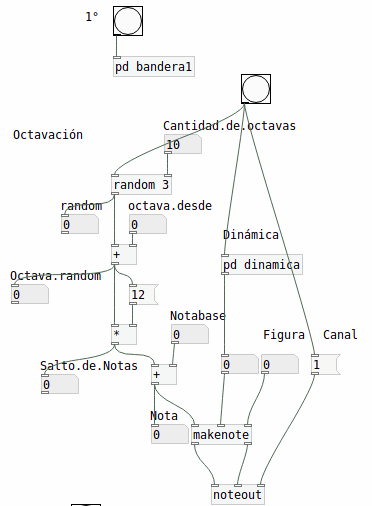 1°
pd bandera1
Octavación
Cantidad.de.octavas
10
random 3
random
octava.desde
0
0
Dinámica
+
pd dinamica
Octava.random
0
12
Notabase
0
*
Figura
Canal
Salto.de.Notas
0
+
0
0
1
Nota
0
makenote
noteout